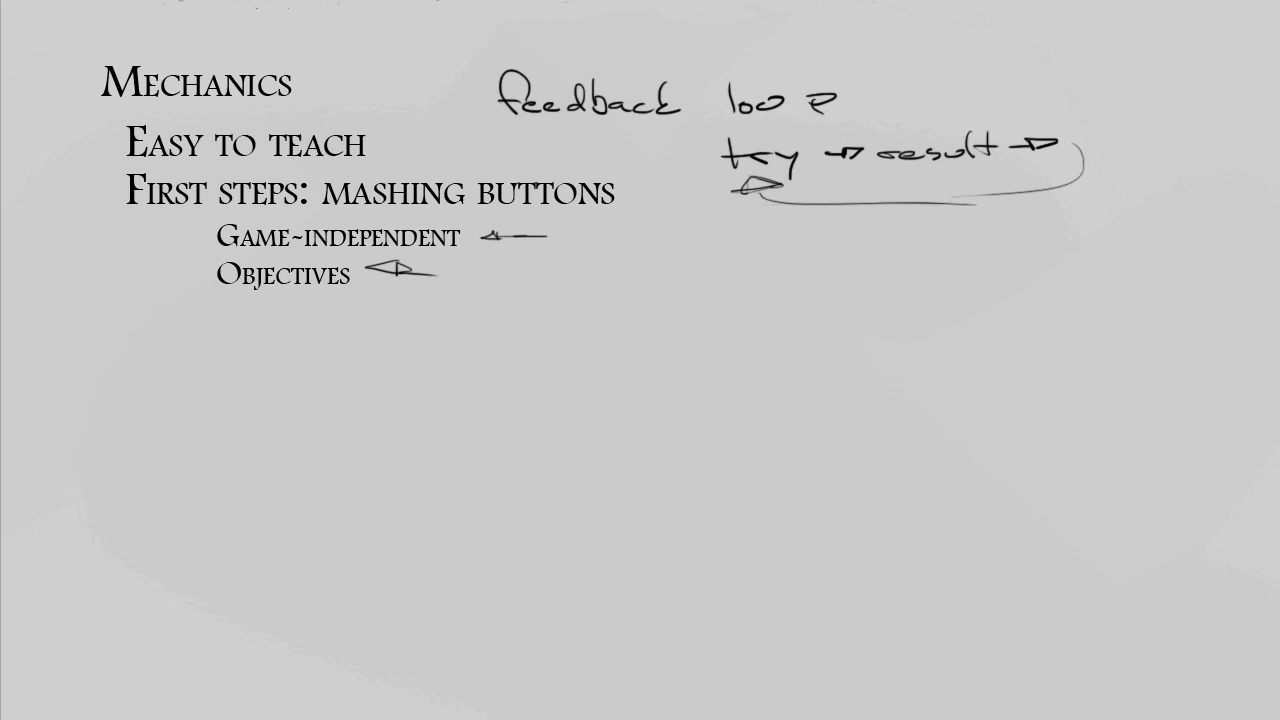 Mechanics
Easy to teach
First steps: mashing buttons
Game-independent
Objectives
feedback loop
try → result →